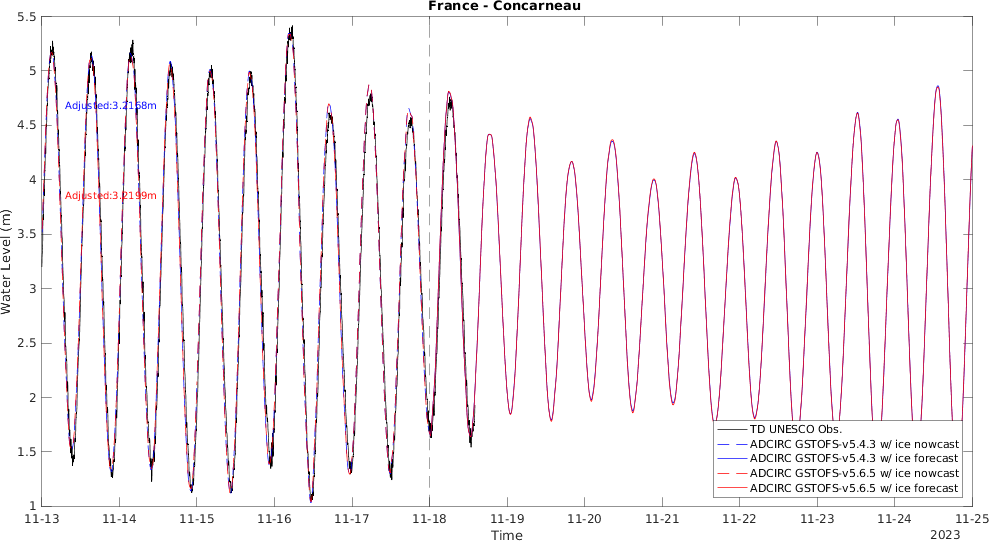 France - Concarneau
5.5
5
4.5
4
3.5
3
2.5
2
1.5
1
Water Level (m)
Adjusted:3.2168m
Adjusted:3.2199m
TD UNESCO Obs.
ADCIRC GSTOFS-v5.4.3 w/ ice nowcast
ADCIRC GSTOFS-v5.4.3 w/ ice forecast
ADCIRC GSTOFS-v5.6.5 w/ ice nowcast
ADCIRC GSTOFS-v5.6.5 w/ ice forecast
11-13 11-14 11-15 11-16 11-17 11-18 11-19 11-20 11-21 11-22 11-23 11-24 11-25
Time
2023